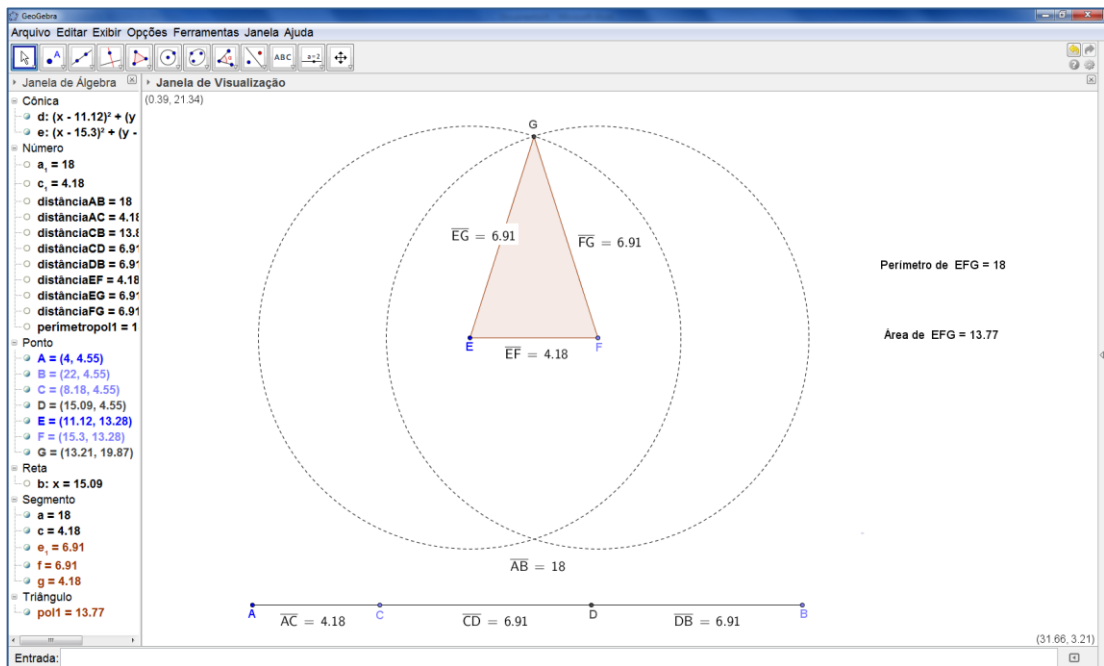 GeoGebra
Arquivo Editar Exibir Opções Ferramentas Janela Ajuda
A
ABC
a=2
Janela de Álgebra
Janela de Visualização
Cônica
d: (x - 11.12)² + (y
e: (x - 15.3)² + (y -
Número
a₁ = 18
c₁ = 4.18
distânciaAB = 18
distânciaAC = 4.18
distânciaCB = 13.8
distânciaCD = 6.91
distânciaDB = 6.91
distânciaEF = 4.18
distânciaEG = 6.91
distânciaFG = 6.91
perímetropol1 = 1
Ponto
A = (4, 4.55)
B = (22, 4.55)
C = (8.18, 4.55)
D = (15.09, 4.55)
E = (11.12, 13.28)
F = (15.3, 13.28)
G = (13.21, 19.87)
Reta
b: x = 15.09
Segmento
a = 18
c = 4.18
e₁ = 6.91
f = 6.91
g = 4.18
Triângulo
pol1 = 13.77
(0.39, 21.34)
G
EG = 6.91
FG = 6.91
Perímetro de EFG = 18
Área de EFG = 13.77
E
F
EF = 4.18
AB = 18
A
C
D
B
AC = 4.18
CD = 6.91
DB = 6.91
(31.66, 3.21)
Entrada: